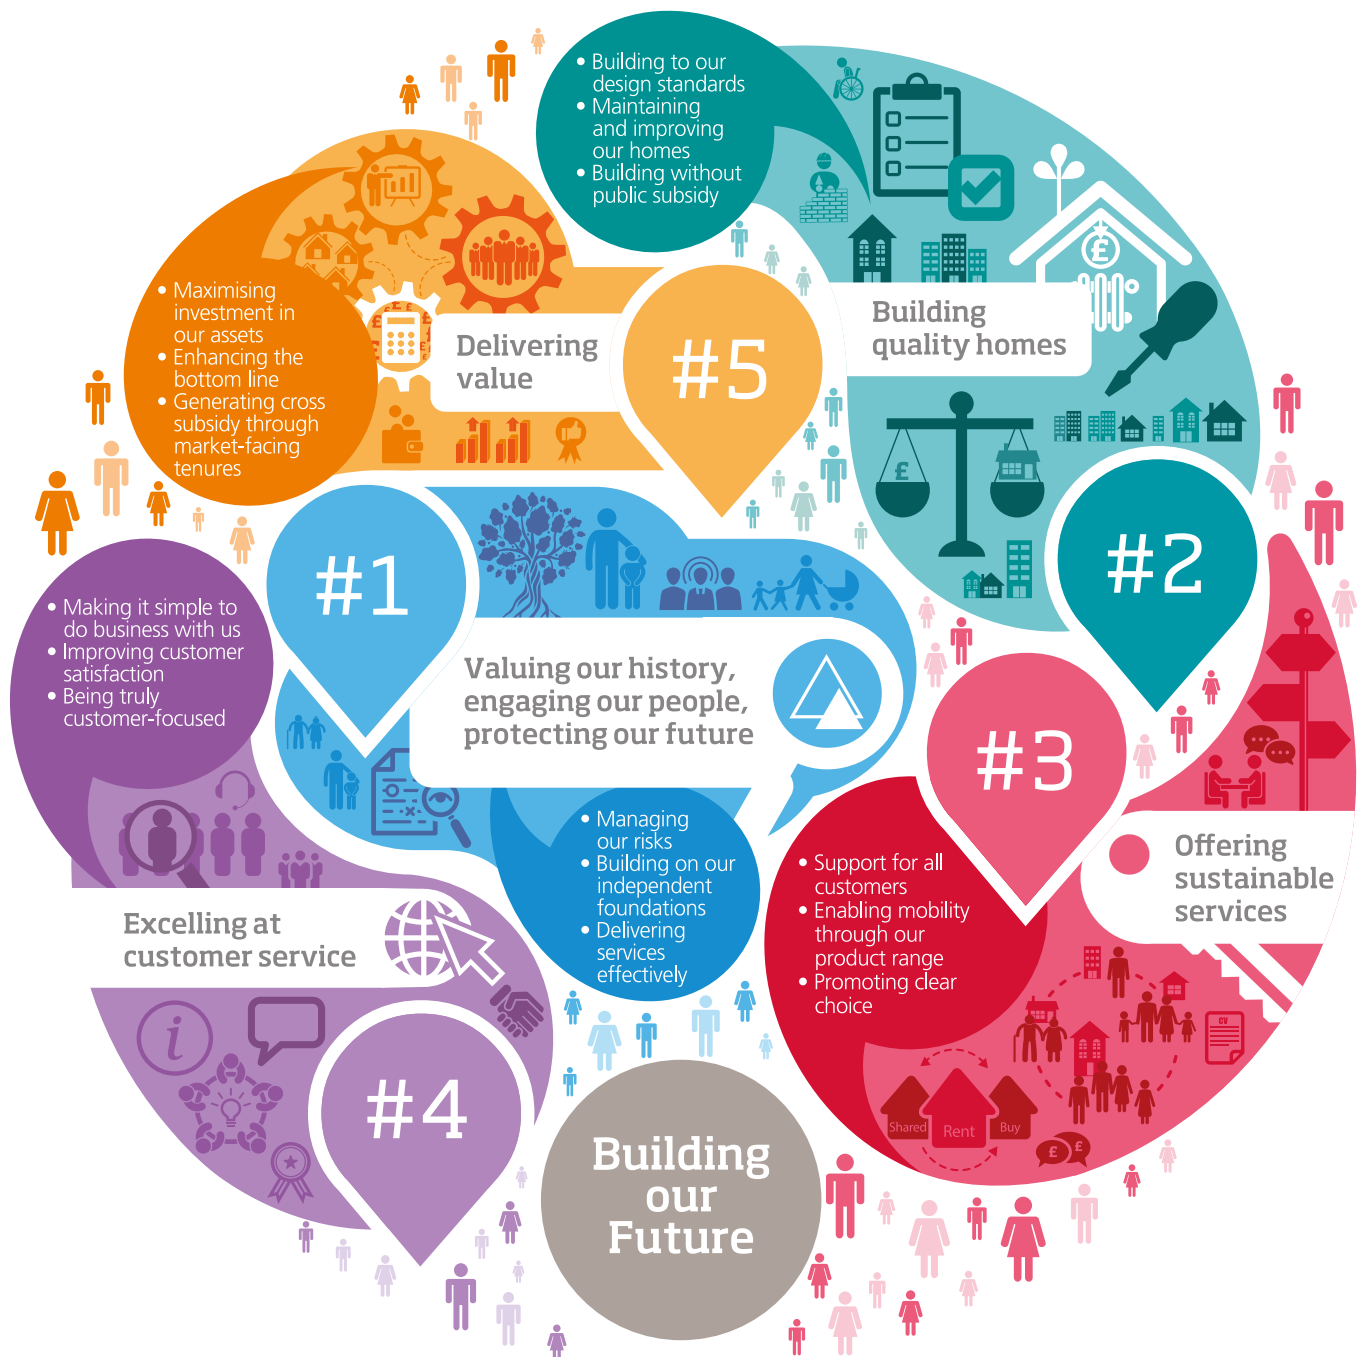 • Building to our
design standards
• Maintaining
and improving
our homes
• Building without
public subsidy
£
Building
quality homes
£
#2
• Maximising
investment in
our assets
• Enhancing the
bottom line
• Generating cross
subsidy through
market-facing
tenures
£ £ £
£ £
£ £
£
Delivering
value
#5
#1
Valuing our history,
engaging our people,
protecting our future
• Managing
our risks
• Building on our
independent
foundations
• Delivering
services
effectively
• Making it simple to
do business with us
• Improving customer
satisfaction
• Being truly
customer-focused
Excelling at
customer service
i
#4
#3
Offering
sustainable
services
• Support for all
customers
• Enabling mobility
through our
product range
• Promoting clear
choice
CV
Shared
Rent
Buy
£ £
Building
our
Future